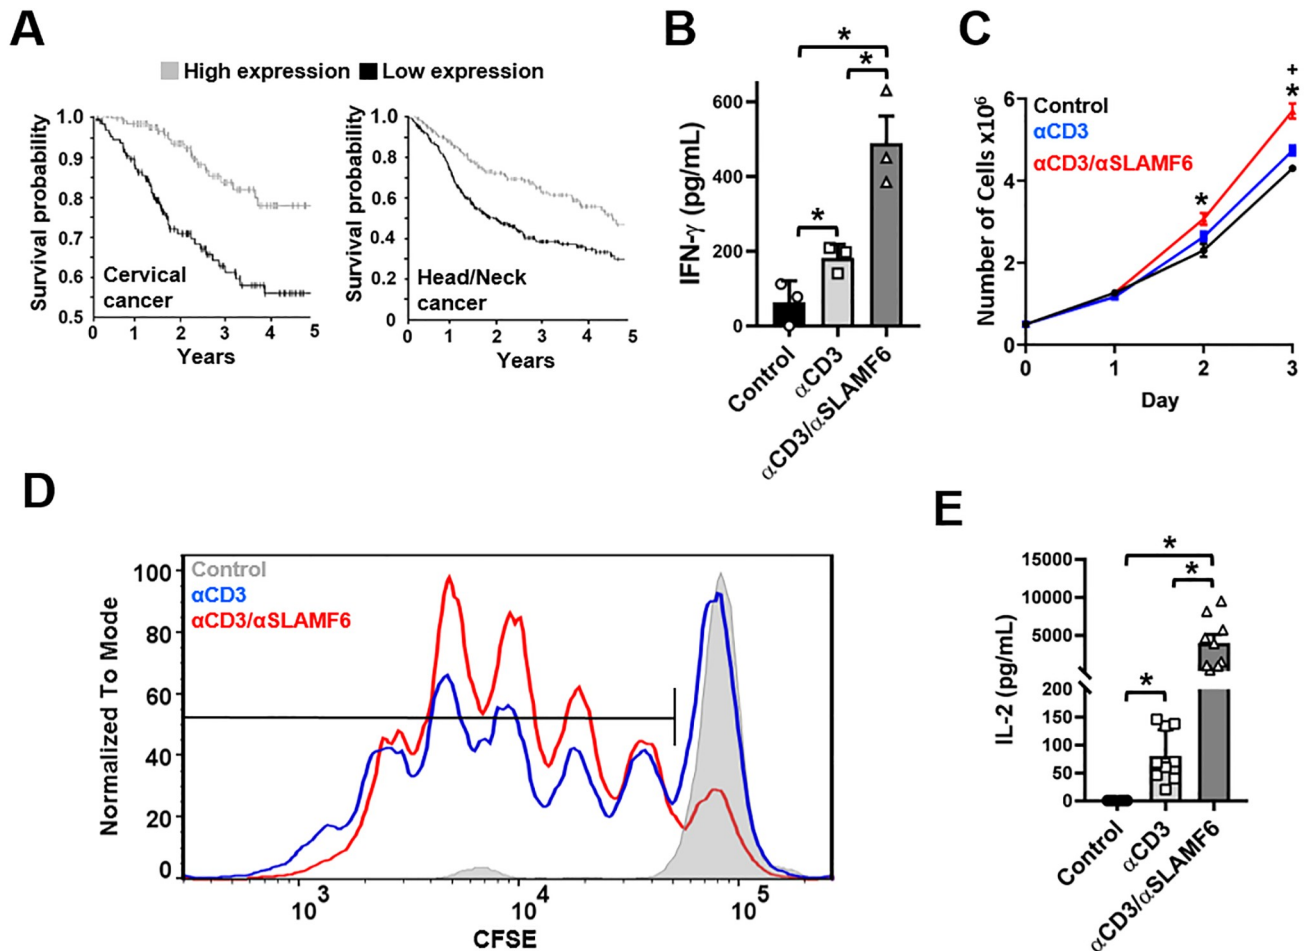 A
High expression Low expression
Survival probability
1.0
0.9
0.8
0.7
0.6
0.5
Cervical
cancer
0 1 2 3 4 5
Years
Survival probability
1.0
0.8
0.6
0.4
0.2
0
Head/Neck
cancer
0 1 2 3 4 5
Years
B
IFN-γ (pg/mL)
600
400
200
0
*
*
*
Control
αCD3
αCD3/αSLAMF6
C
Number of Cells x10⁶
6
4
2
0
Control
αCD3
αCD3/αSLAMF6
*
+
*
0 1 2 3
Day
D
Normalized To Mode
100
80
60
40
20
0
Control
αCD3
αCD3/αSLAMF6
10³ 10⁴ 10⁵
CFSE
E
IL-2 (pg/mL)
15000
10000
5000
200
150
100
50
0
*
*
*
Control
αCD3
αCD3/αSLAMF6